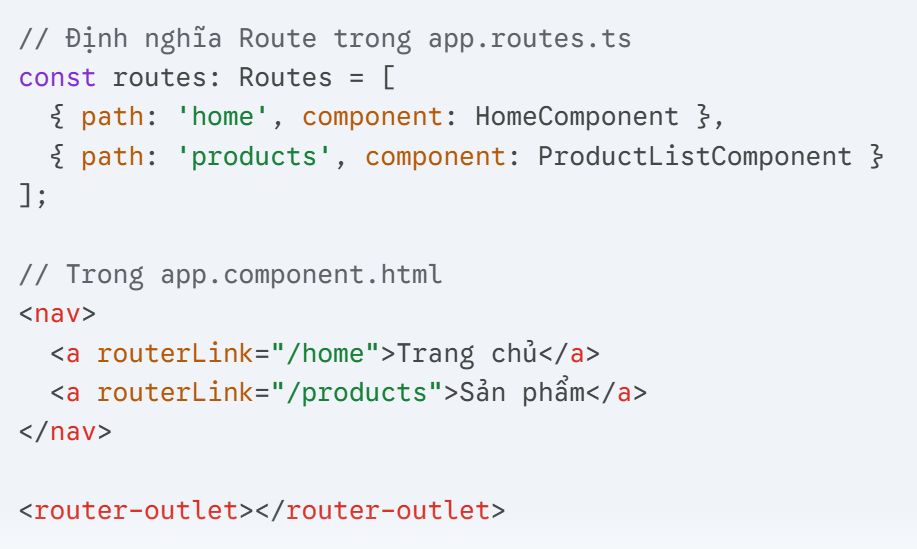 // Định nghĩa Route trong app.routes.ts
const routes: Routes = [
  { path: 'home', component: HomeComponent },
  { path: 'products', component: ProductListComponent }
];

// Trong app.component.html
<nav>
  <a routerLink="/home">Trang chủ</a>
  <a routerLink="/products">Sản phẩm</a>
</nav>

<router-outlet></router-outlet>